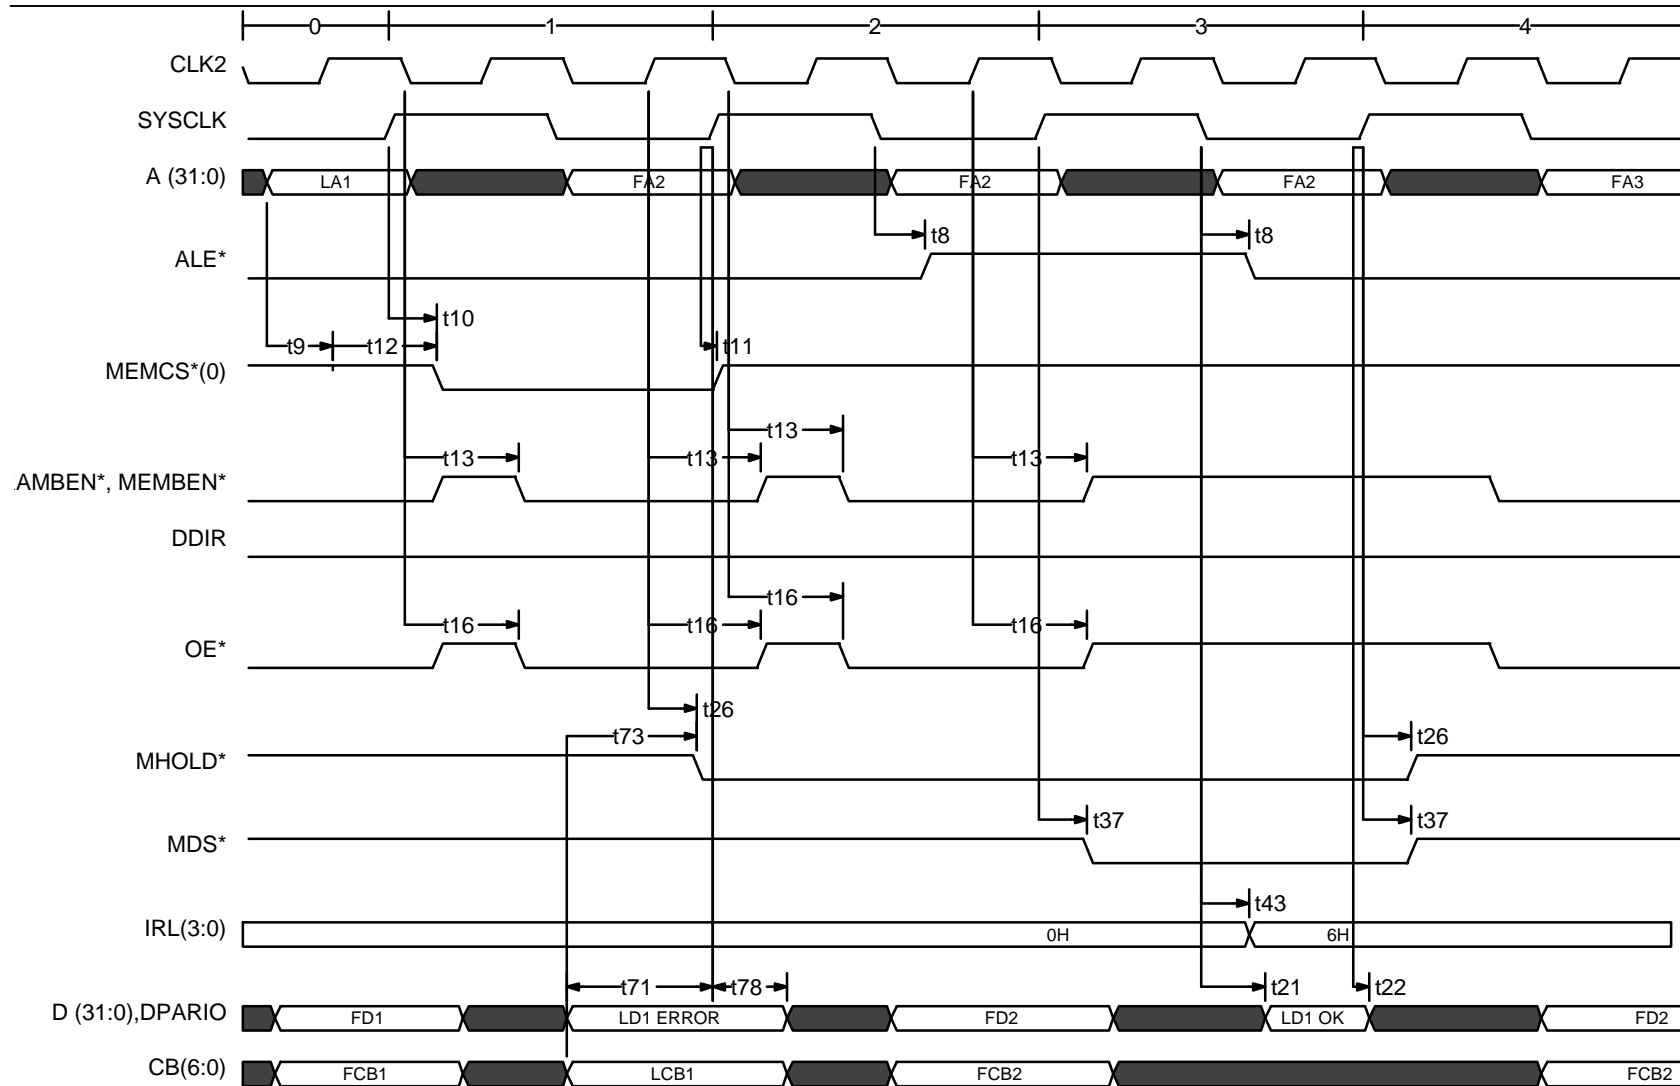 0 1 2 3 4
CLK2
SYSCLK
A (31:0) LA1 FA2 FA2 FA2 FA3
t8 t8
ALE*
t10
t9 t12 t11
MEMCS*(0)
t13
t13 t13 t13
AMBEN*, MEMBEN*
DDIR
t16
t16 t16 t16
OE*
t26
t73 t26
MHOLD*
t37 t37
MDS*
t43
IRL(3:0) 0H 6H
t71 t78 t21 t22
D (31:0),DPARIO FD1 LD1 ERROR FD2 LD1 OK FD2
CB(6:0) FCB1 LCB1 FCB2 FCB2